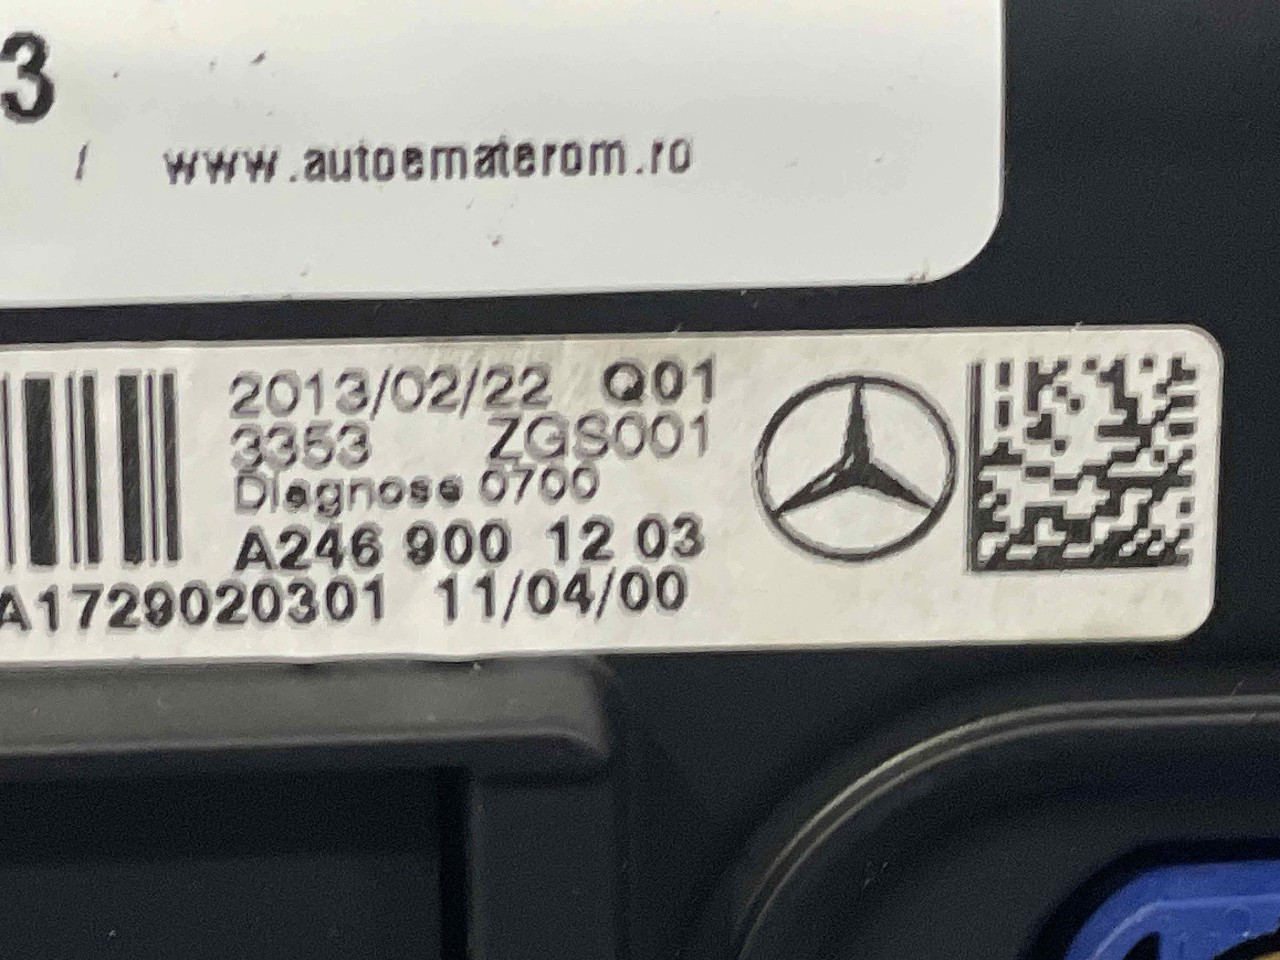 3
/ www.autoematerom.ro
2013/02/22 Q01
3353 ZGS001
Diagnose 0700
A246 900 12 03
A1729020301 11/04/00